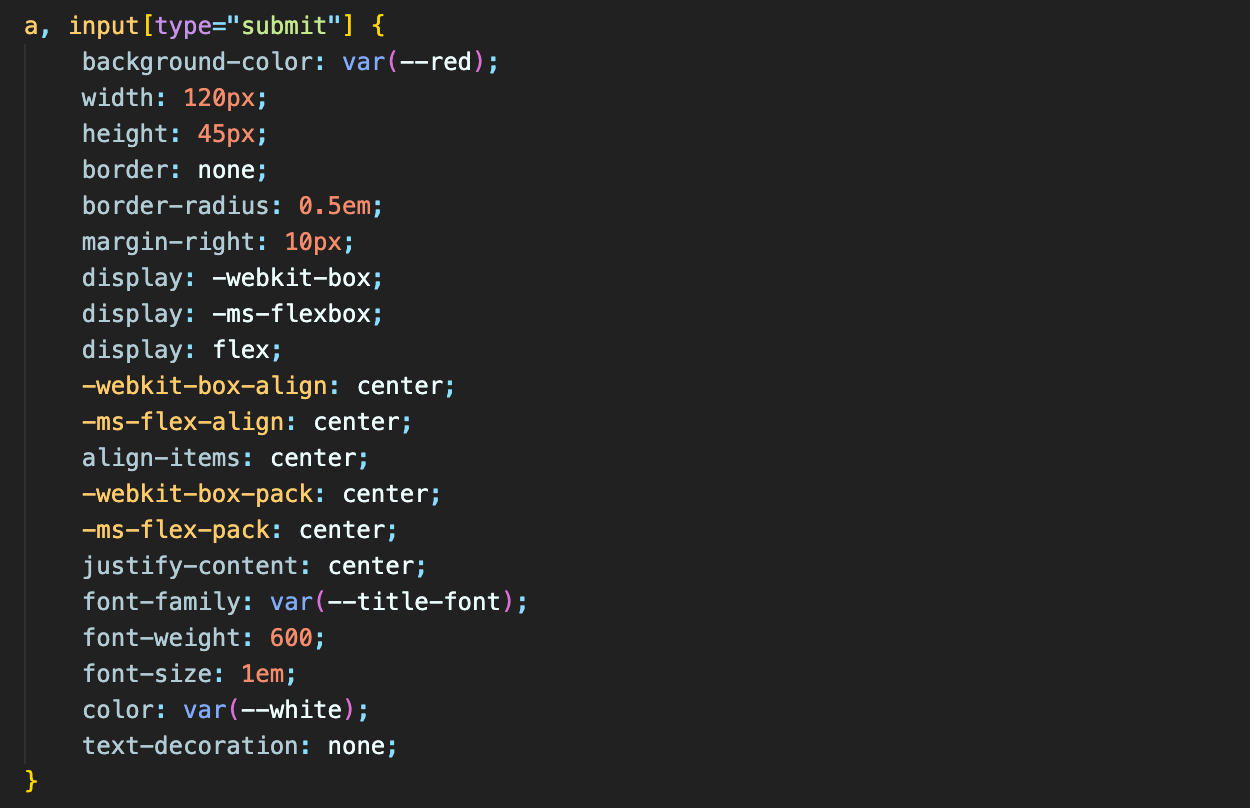 a, input[type="submit"] {
    background-color: var(--red);
    width: 120px;
    height: 45px;
    border: none;
    border-radius: 0.5em;
    margin-right: 10px;
    display: -webkit-box;
    display: -ms-flexbox;
    display: flex;
    -webkit-box-align: center;
    -ms-flex-align: center;
    align-items: center;
    -webkit-box-pack: center;
    -ms-flex-pack: center;
    justify-content: center;
    font-family: var(--title-font);
    font-weight: 600;
    font-size: 1em;
    color: var(--white);
    text-decoration: none;
}